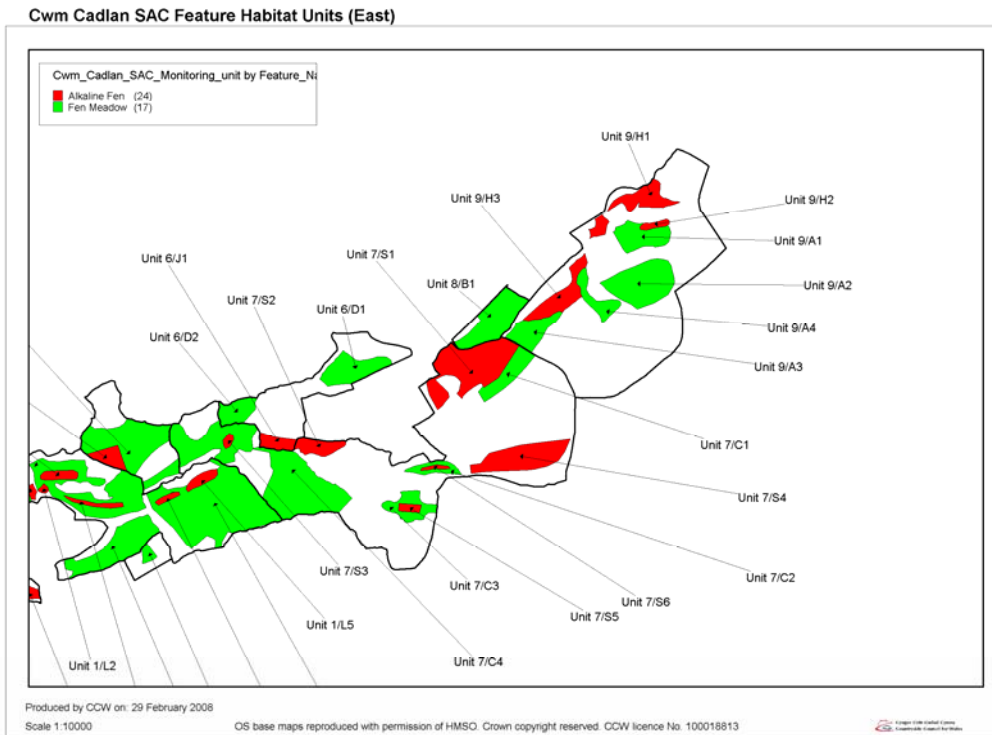 Cwm Cadlan SAC Feature Habitat Units (East)
Cwm_Cadlan_SAC_Monitoring_unit by Feature_Na
Alkaline Fen (24)
Fen Meadow (17)
Unit 9/H1
Unit 9/H3
Unit 9/H2
Unit 9/A1
Unit 7/S1
Unit 6/J1
Unit 8/B1
Unit 9/A2
Unit 7/S2
Unit 6/D1
Unit 9/A4
Unit 6/D2
Unit 9/A3
Unit 7/C1
Unit 7/S4
Unit 7/S3
Unit 7/C2
Unit 7/C3
Unit 7/S6
Unit 7/S5
Unit 1/L5
Unit 7/C4
Unit 1/L2
Produced by CCW on: 29 February 2008
Scale 1:10000
OS base maps reproduced with permission of HMSO. Crown copyright reserved. CCW licence No. 100018813